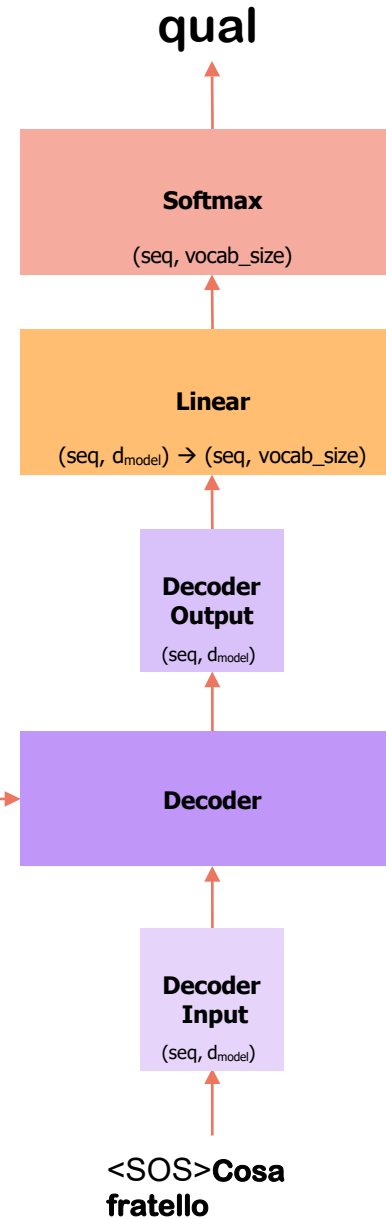 qual
Softmax
(seq, vocab_size)
Linear
(seq, dmodel) → (seq, vocab_size)
Decoder
Output
(seq, dmodel)
Decoder
Decoder
Input
(seq, dmodel)
<SOS>Cosa
fratello